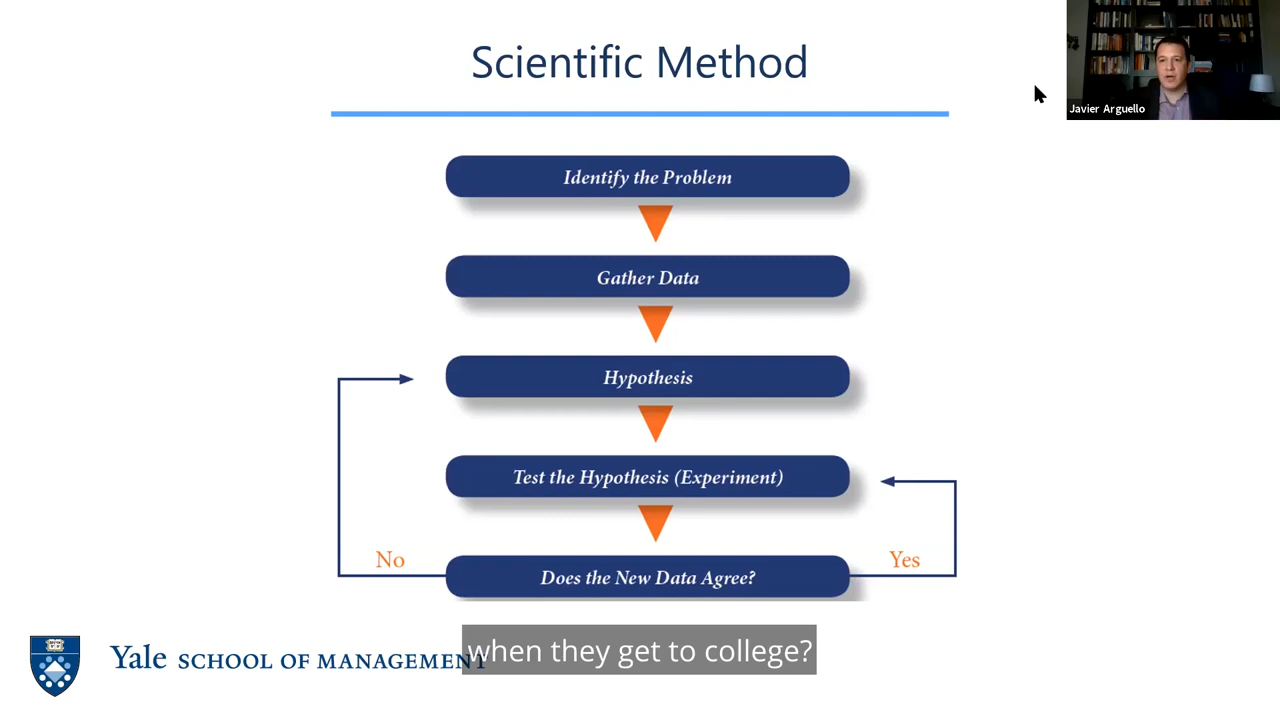 Scientific Method
Javier Arguello
Identify the Problem
Gather Data
Hypothesis
Test the Hypothesis (Experiment)
No
Yes
Does the New Data Agree?
when they get to college?
Yale SCHOOL OF MANAGEMENT